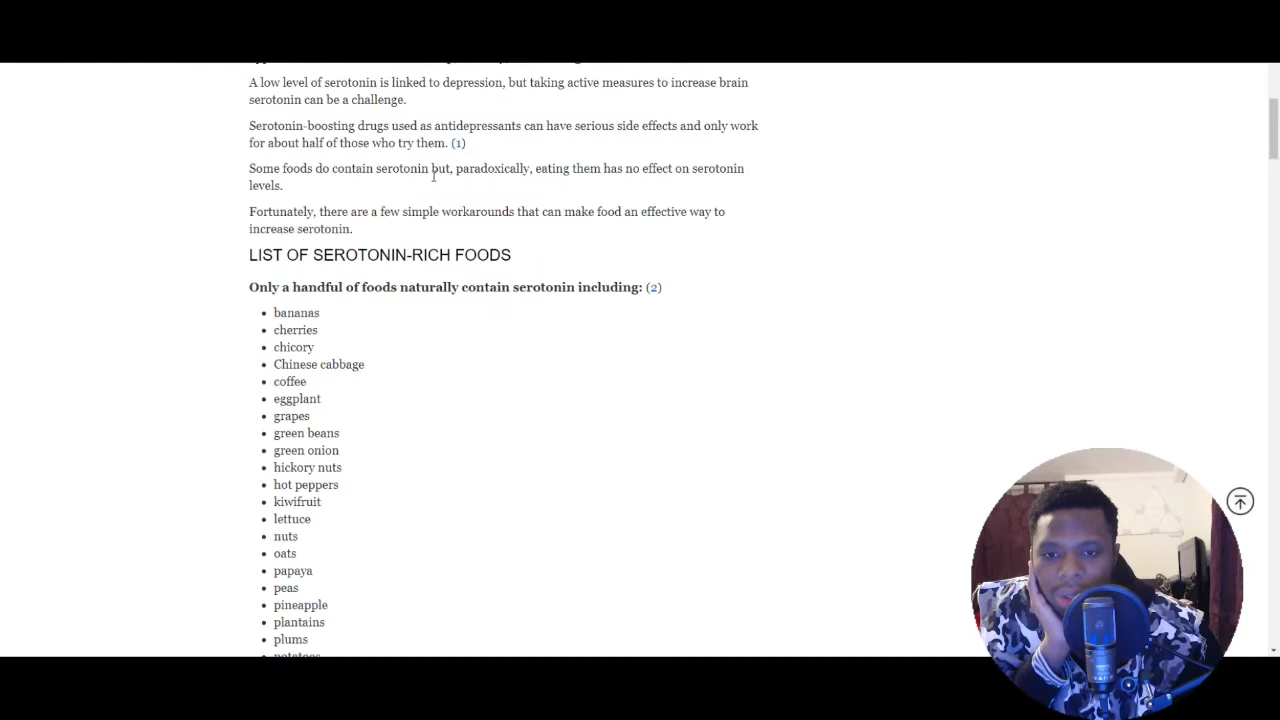 A low level of serotonin is linked to depression, but taking active measures to increase brain
serotonin can be a challenge.
Serotonin-boosting drugs used as antidepressants can have serious side effects and only work
for about half of those who try them. (1)
Some foods do contain serotonin but, paradoxically, eating them has no effect on serotonin
levels.
Fortunately, there are a few simple workarounds that can make food an effective way to
increase serotonin.
LIST OF SEROTONIN-RICH FOODS
Only a handful of foods naturally contain serotonin including: (2)
bananas
cherries
chicory
Chinese cabbage
coffee
eggplant
grapes
green beans
green onion
hickory nuts
hot peppers
kiwifruit
lettuce
nuts
oats
papaya
peas
pineapple
plantains
plums
potatoes